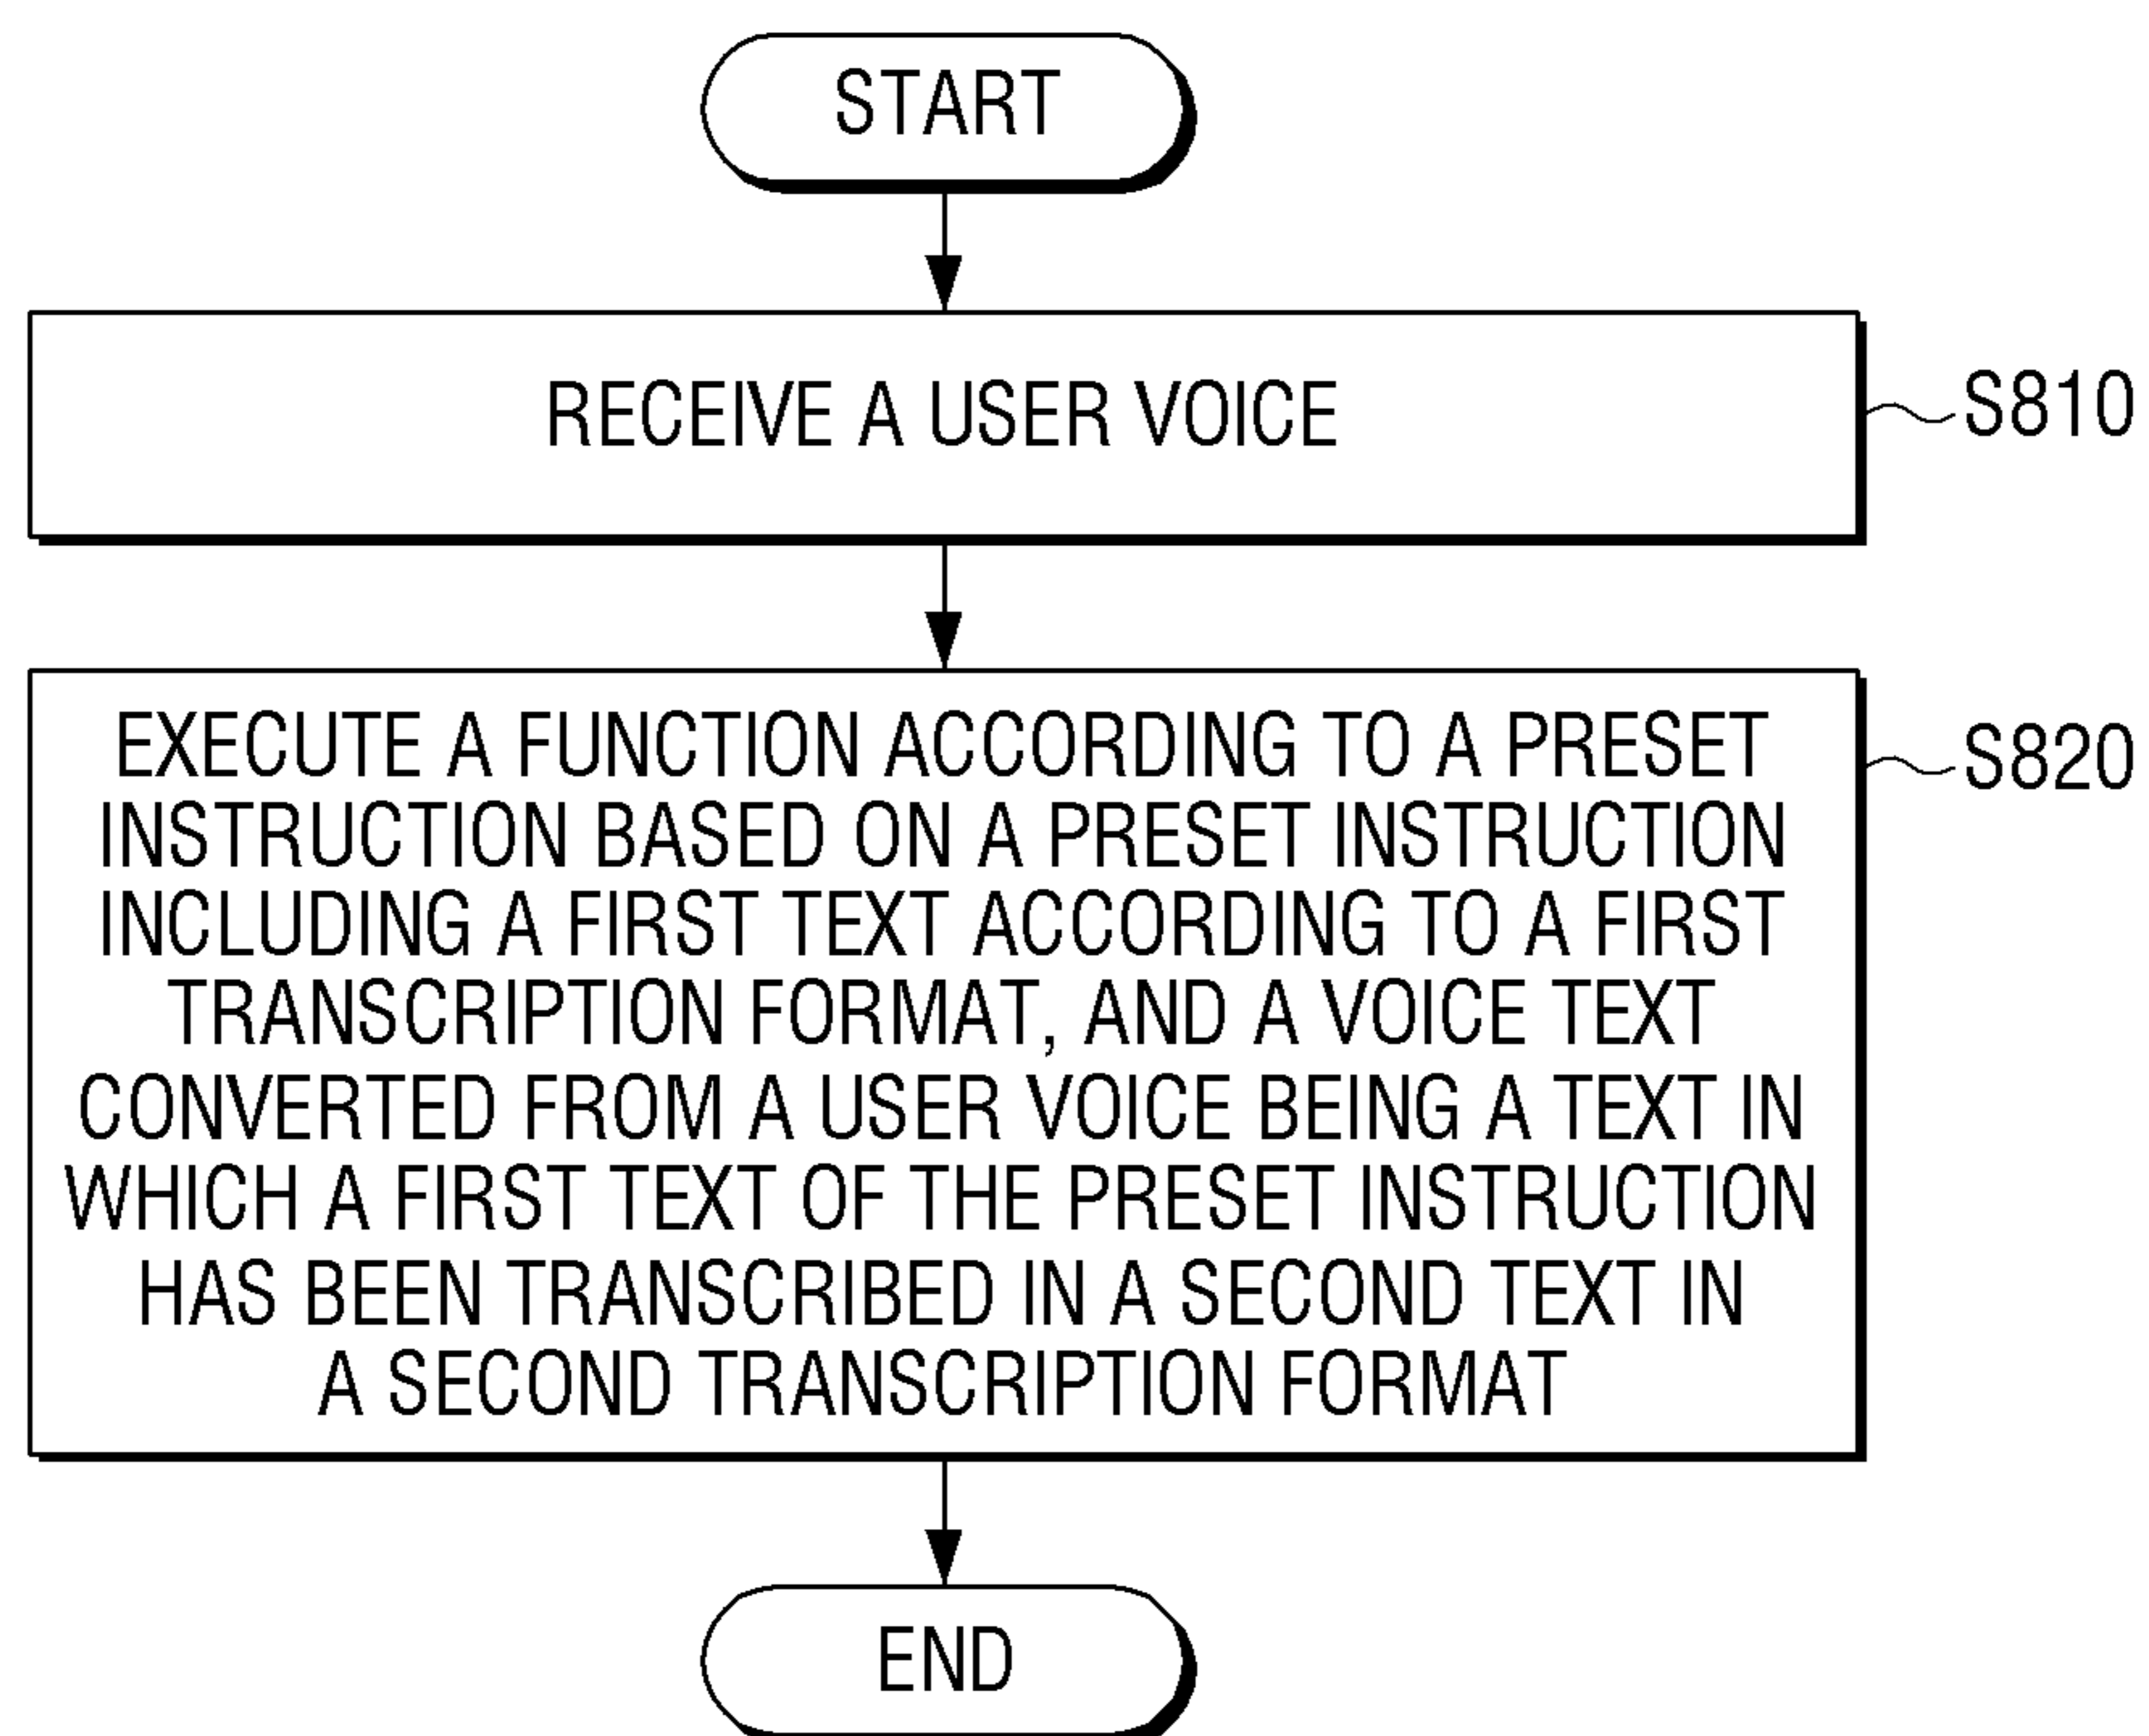 START
RECEIVE A USER VOICE
S810
EXECUTE A FUNCTION ACCORDING TO A PRESET
S820
INSTRUCTION BASED ON A PRESET INSTRUCTION
INCLUDING A FIRST TEXT ACCORDING TO A FIRST
TRANSCRIPTION FORMAT, AND A VOICE TEXT
CONVERTED FROM A USER VOICE BEING A TEXT IN
WHICH A FIRST TEXT OF THE PRESET INSTRUCTION
HAS BEEN TRANSCRIBED IN A SECOND TEXT IN
A SECOND TRANSCRIPTION FORMAT
END